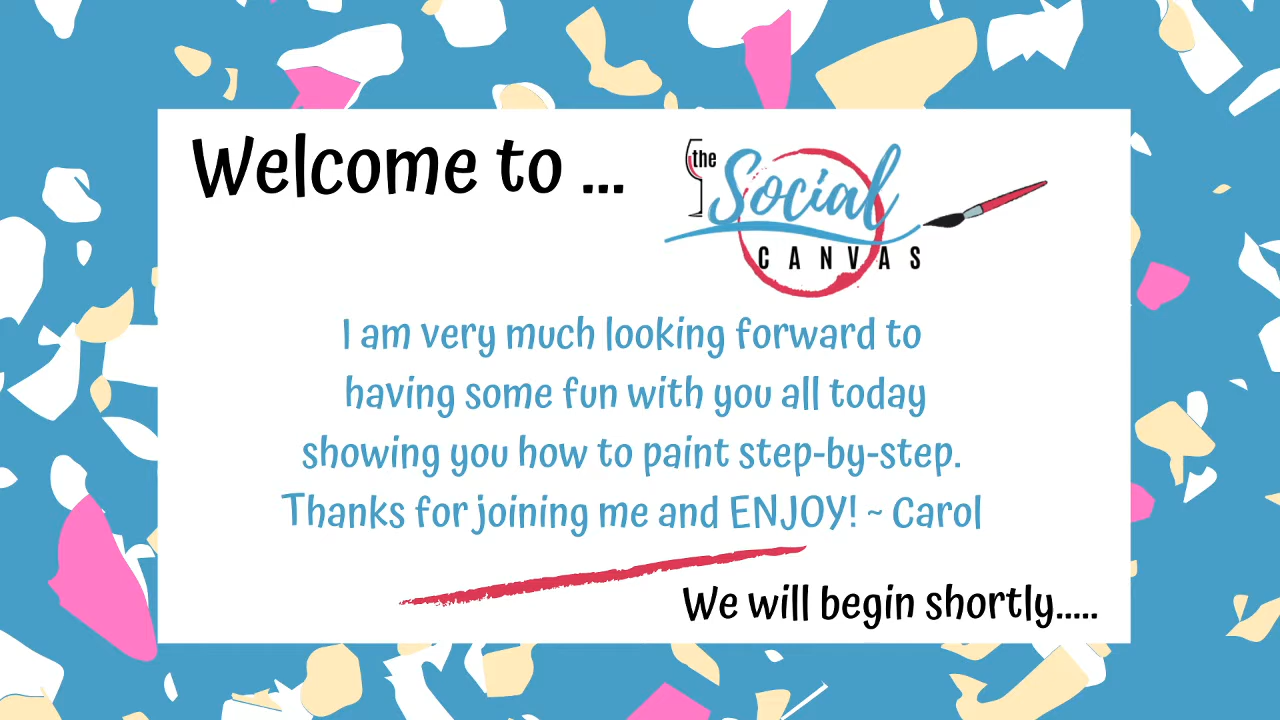 Welcome to ...
the Social
CANVAS
I am very much looking forward to
having some fun with you all today
showing you how to paint step-by-step.
Thanks for joining me and ENJOY! ~ Carol
We will begin shortly.....